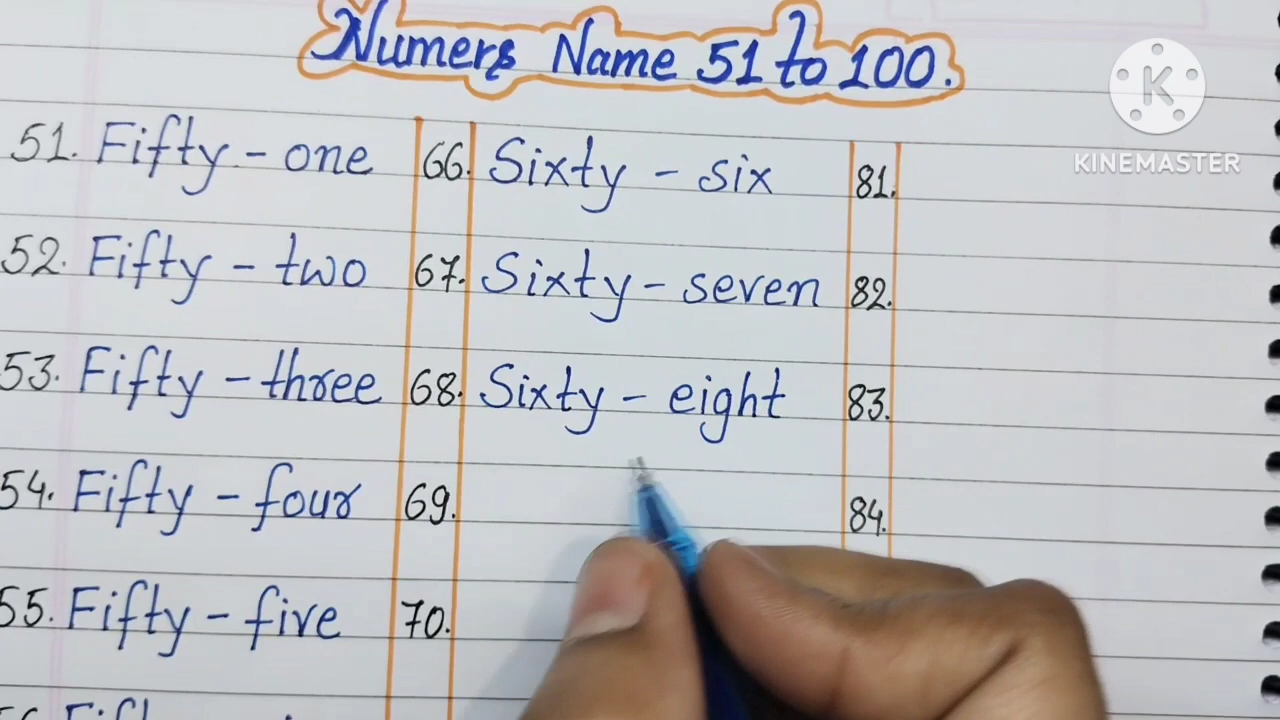 Numers Name 51 to 100.
K
KINEMASTER
51. Fifty - one 66. Sixty - six 81.
52. Fifty - two 67. Sixty - seven 82.
53. Fifty - three 68. Sixty - eight 83.
54. Fifty - four 69. 84.
55. Fifty - five 70.